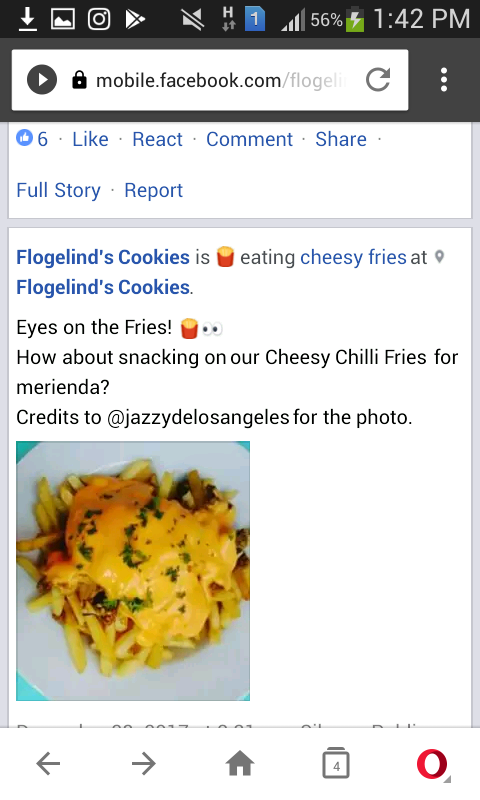 H
1
56%
1:42 PM
mobile.facebook.com/flogelin
6 · Like · React · Comment · Share ·
Full Story · Report
Flogelind's Cookies is 🍟 eating cheesy fries at
Flogelind's Cookies.
Eyes on the Fries! 🍟👀
How about snacking on our Cheesy Chilli Fries for
merienda?
Credits to @jazzydelosangeles for the photo.
4